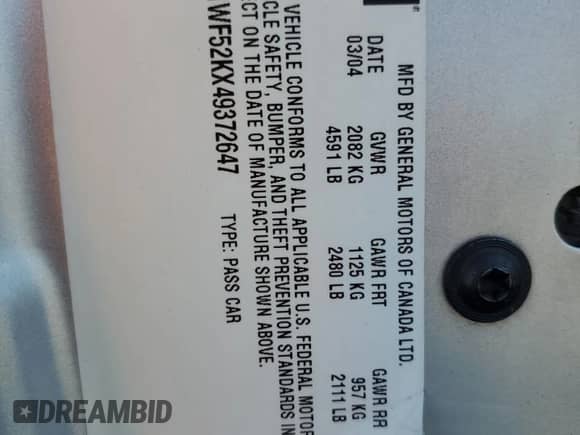 MFD BY GENERAL MOTORS OF CANADA LTD.
DATE GVWR GAWR FRT GAWR RR
03/04 2082 KG 1125 KG 957 KG
4591 LB 2480 LB 2111 LB
VEHICLE CONFORMS TO ALL APPLICABLE U.S. FEDERAL MOTOR
CLE SAFETY, BUMPER, AND THEFT PREVENTION STANDARDS IN
ECT ON THE DATE OF MANUFACTURE SHOWN ABOVE.
WF52KX49372647 TYPE: PASS CAR
DREAMBID